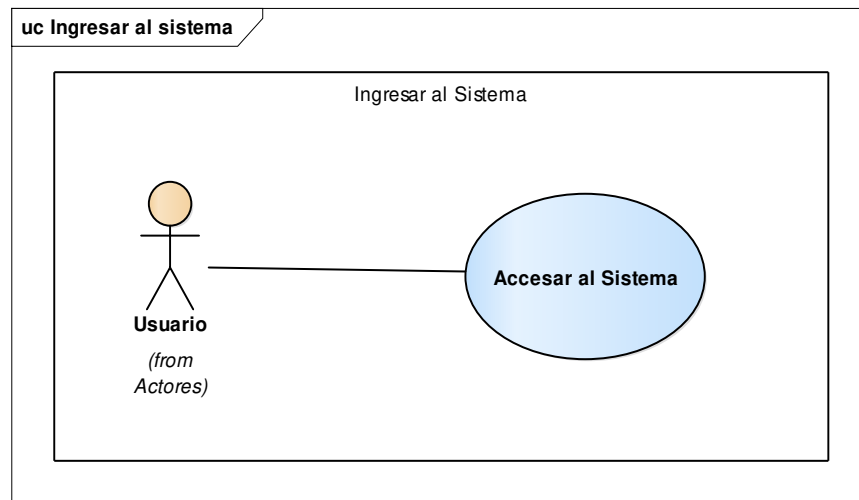 uc Ingresar al sistema
Ingresar al Sistema
Accesar al Sistema
Usuario
(from
Actores)